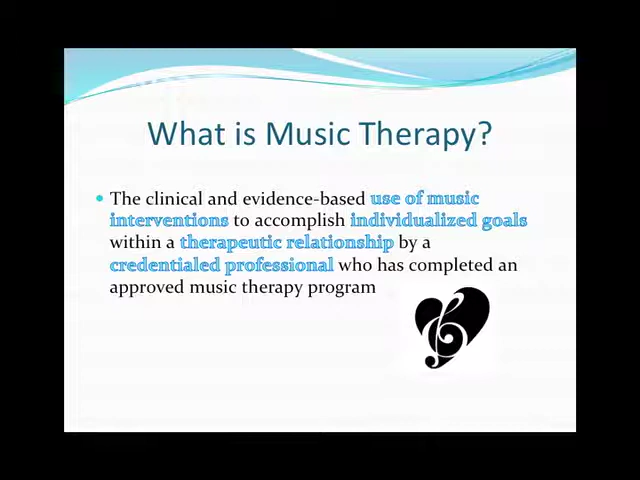 What is Music Therapy?
• The clinical and evidence-based use of music
interventions to accomplish individualized goals
within a therapeutic relationship by a
credentialed professional who has completed an
approved music therapy program